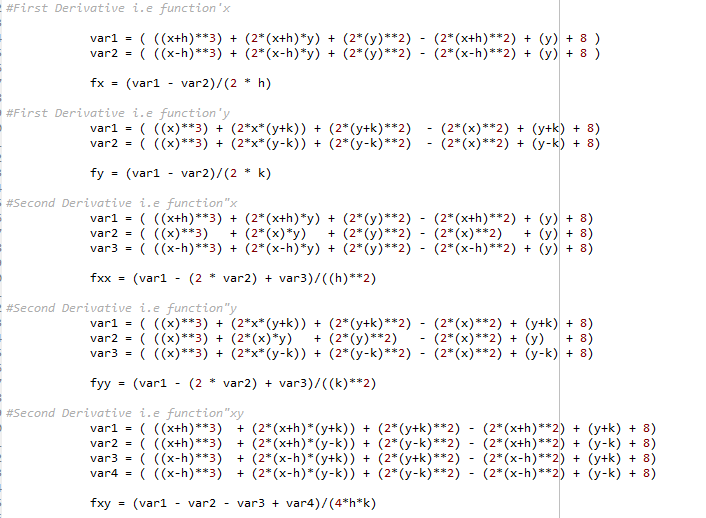 #First Derivative i.e function'x
var1 = ( ((x+h)**3) + (2*(x+h)*y) + (2*(y)**2) - (2*(x+h)**2) + (y) + 8 )
var2 = ( ((x-h)**3) + (2*(x-h)*y) + (2*(y)**2) - (2*(x-h)**2) + (y) + 8 )
fx = (var1 - var2)/(2 * h)
#First Derivative i.e function'y
var1 = ( ((x)**3) + (2*x*(y+k)) + (2*(y+k)**2)  - (2*(x)**2) + (y+k) + 8)
var2 = ( ((x)**3) + (2*x*(y-k)) + (2*(y-k)**2)  - (2*(x)**2) + (y-k) + 8)
fy = (var1 - var2)/(2 * k)
#Second Derivative i.e function"x
var1 = ( ((x+h)**3) + (2*(x+h)*y) + (2*(y)**2) - (2*(x+h)**2) + (y) + 8)
var2 = ( ((x)**3)   + (2*(x)*y)   + (2*(y)**2) - (2*(x)**2)   + (y) + 8)
var3 = ( ((x-h)**3) + (2*(x-h)*y) + (2*(y)**2) - (2*(x-h)**2) + (y) + 8)
fxx = (var1 - (2 * var2) + var3)/((h)**2)
#Second Derivative i.e function"y
var1 = ( ((x)**3) + (2*x*(y+k)) + (2*(y+k)**2) - (2*(x)**2) + (y+k) + 8)
var2 = ( ((x)**3) + (2*(x)*y)   + (2*(y)**2)   - (2*(x)**2) + (y)   + 8)
var3 = ( ((x)**3) + (2*x*(y-k)) + (2*(y-k)**2) - (2*(x)**2) + (y-k) + 8)
fyy = (var1 - (2 * var2) + var3)/((k)**2)
#Second Derivative i.e function"xy
var1 = ( ((x+h)**3)  + (2*(x+h)*(y+k)) + (2*(y+k)**2) - (2*(x+h)**2) + (y+k) + 8)
var2 = ( ((x+h)**3)  + (2*(x+h)*(y-k)) + (2*(y-k)**2) - (2*(x+h)**2) + (y-k) + 8)
var3 = ( ((x-h)**3)  + (2*(x-h)*(y+k)) + (2*(y+k)**2) - (2*(x-h)**2) + (y+k) + 8)
var4 = ( ((x-h)**3)  + (2*(x-h)*(y-k)) + (2*(y-k)**2) - (2*(x-h)**2) + (y-k) + 8)
fxy = (var1 - var2 - var3 + var4)/(4*h*k)